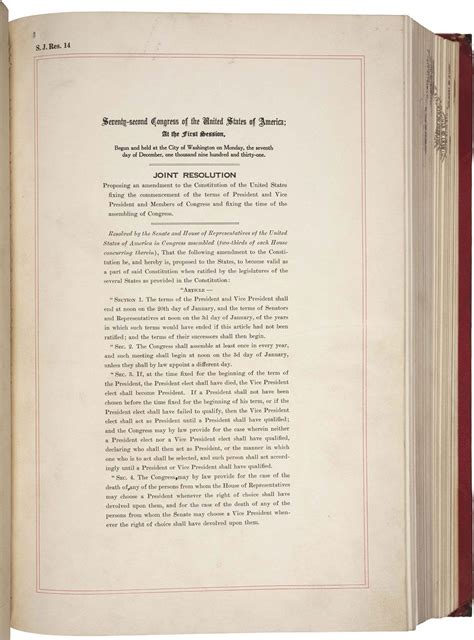 S. J. Res. 14
Seventy-second Congress of the United States of America;
At the First Session,
Begun and held at the City of Washington on Monday, the seventh
day of December, one thousand nine hundred and thirty-one.
JOINT RESOLUTION
Proposing an amendment to the Constitution of the United States
fixing the commencement of the terms of President and Vice
President and Members of Congress and fixing the time of the
assembling of Congress.
Resolved by the Senate and House of Representatives of the United
States of America in Congress assembled (two-thirds of each House
concurring therein), That the following amendment to the Constitu-
tion be, and hereby is, proposed to the States, to become valid as
a part of said Constitution when ratified by the legislatures of the
several States as provided in the Constitution:
"ARTICLE —
"SECTION 1. The terms of the President and Vice President shall
end at noon on the 20th day of January, and the terms of Senators
and Representatives at noon on the 3d day of January, of the years
in which such terms would have ended if this article had not been
ratified; and the terms of their successors shall then begin.
"SEC. 2. The Congress shall assemble at least once in every year,
and such meeting shall begin at noon on the 3d day of January,
unless they shall by law appoint a different day.
"SEC. 3. If, at the time fixed for the beginning of the term of
the President, the President elect shall have died, the Vice President
elect shall become President. If a President shall not have been
chosen before the time fixed for the beginning of his term, or if the
President elect shall have failed to qualify, then the Vice President
elect shall act as President until a President shall have qualified;
and the Congress may by law provide for the case wherein neither
a President elect nor a Vice President elect shall have qualified,
declaring who shall then act as President, or the manner in which
one who is to act shall be selected, and such person shall act accord-
ingly until a President or Vice President shall have qualified.
"SEC. 4. The Congress may by law provide for the case of the
death of any of the persons from whom the House of Representatives
may choose a President whenever the right of choice shall have
devolved upon them, and for the case of the death of any of the
persons from whom the Senate may choose a Vice President when-
ever the right of choice shall have devolved upon them.